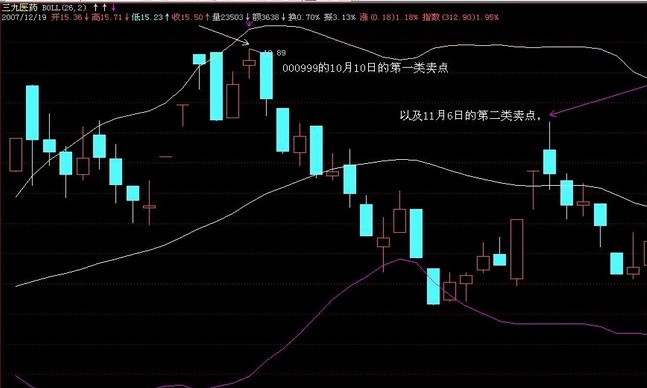 三九医药 BOLL(26,2) ↑ ↑ ↓
2007/12/19 开15.36↓高15.71↓低15.23↑收15.50↑量23503↓额3638↓换0.70% 振3.13% 涨(0.18)1.18% 指数(312.90)1.95%
000999的10月10日的第一类卖点
以及11月6日的第二类卖点,